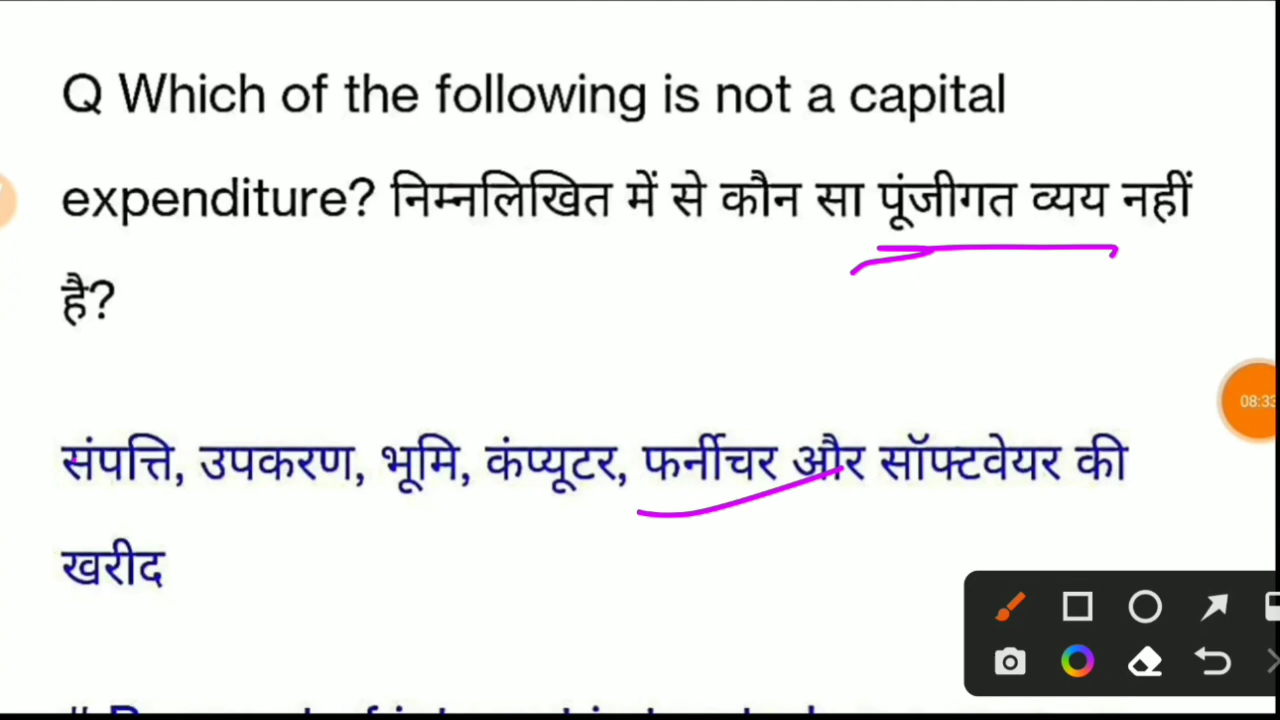 Q Which of the following is not a capital
expenditure? निम्नलिखित में से कौन सा पूंजीगत व्यय नहीं
है?
संपत्ति, उपकरण, भूमि, कंप्यूटर, फर्नीचर और सॉफ्टवेयर की
खरीद
08:33